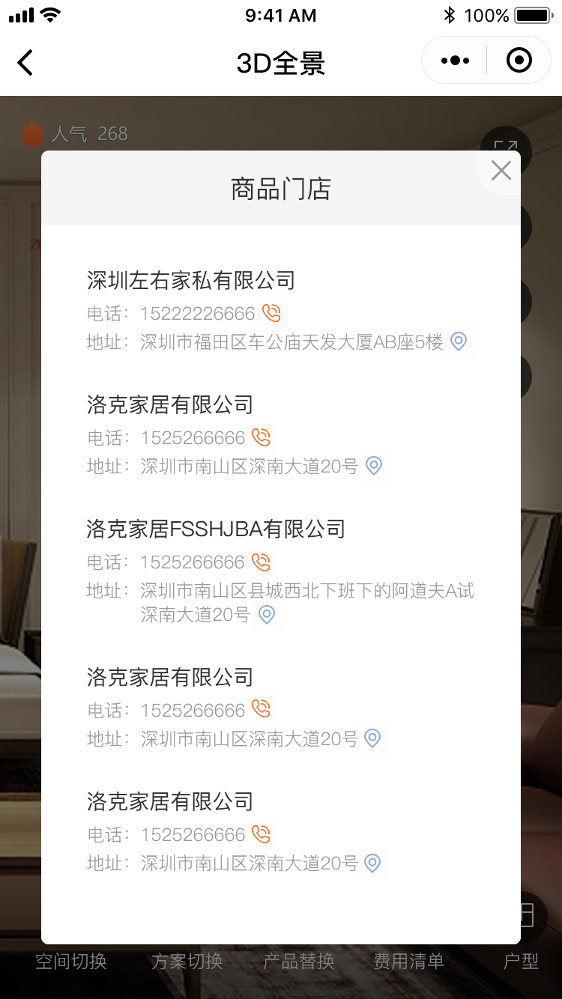 9:41 AM
100%
3D全景
人气 268
商品门店
深圳左右家私有限公司
电话：15222226666
地址：深圳市福田区车公庙天发大厦AB座5楼
洛克家居有限公司
电话：1525266666
地址：深圳市南山区深南大道20号
洛克家居FSSHJBA有限公司
电话：1525266666
地址：深圳市南山区县城西北下班下的阿道夫A试
深南大道20号
洛克家居有限公司
电话：1525266666
地址：深圳市南山区深南大道20号
洛克家居有限公司
电话：1525266666
地址：深圳市南山区深南大道20号
空间切换 方案切换 产品替换 费用清单 户型